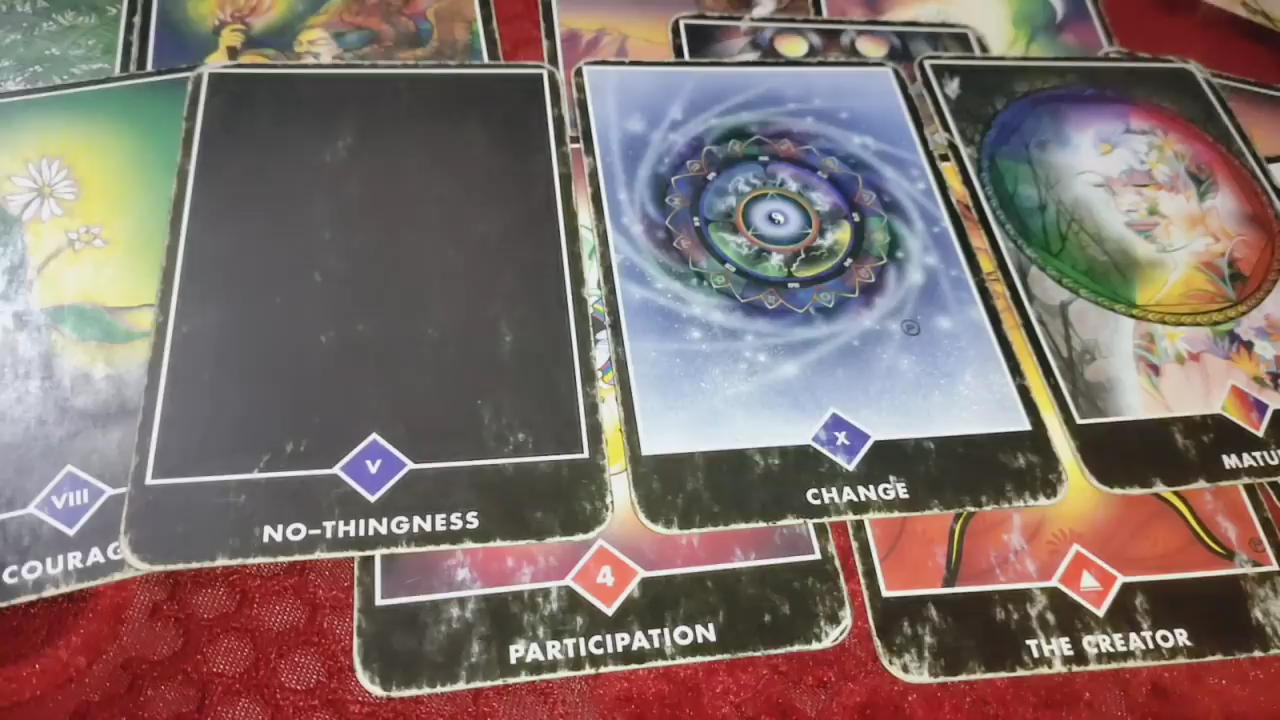 VIII
COURAG
V
NO-THINGNESS
X
CHANGE
MATU
4
PARTICIPATION
THE CREATOR